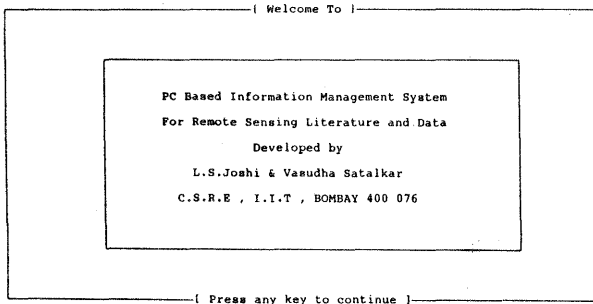 [ Welcome To ]
PC Based Information Management System
For Remote Sensing Literature and Data
Developed by
L.S.Joshi & Vasudha Satalkar
C.S.R.E , I.I.T , BOMBAY 400 076
[ Press any key to continue ]